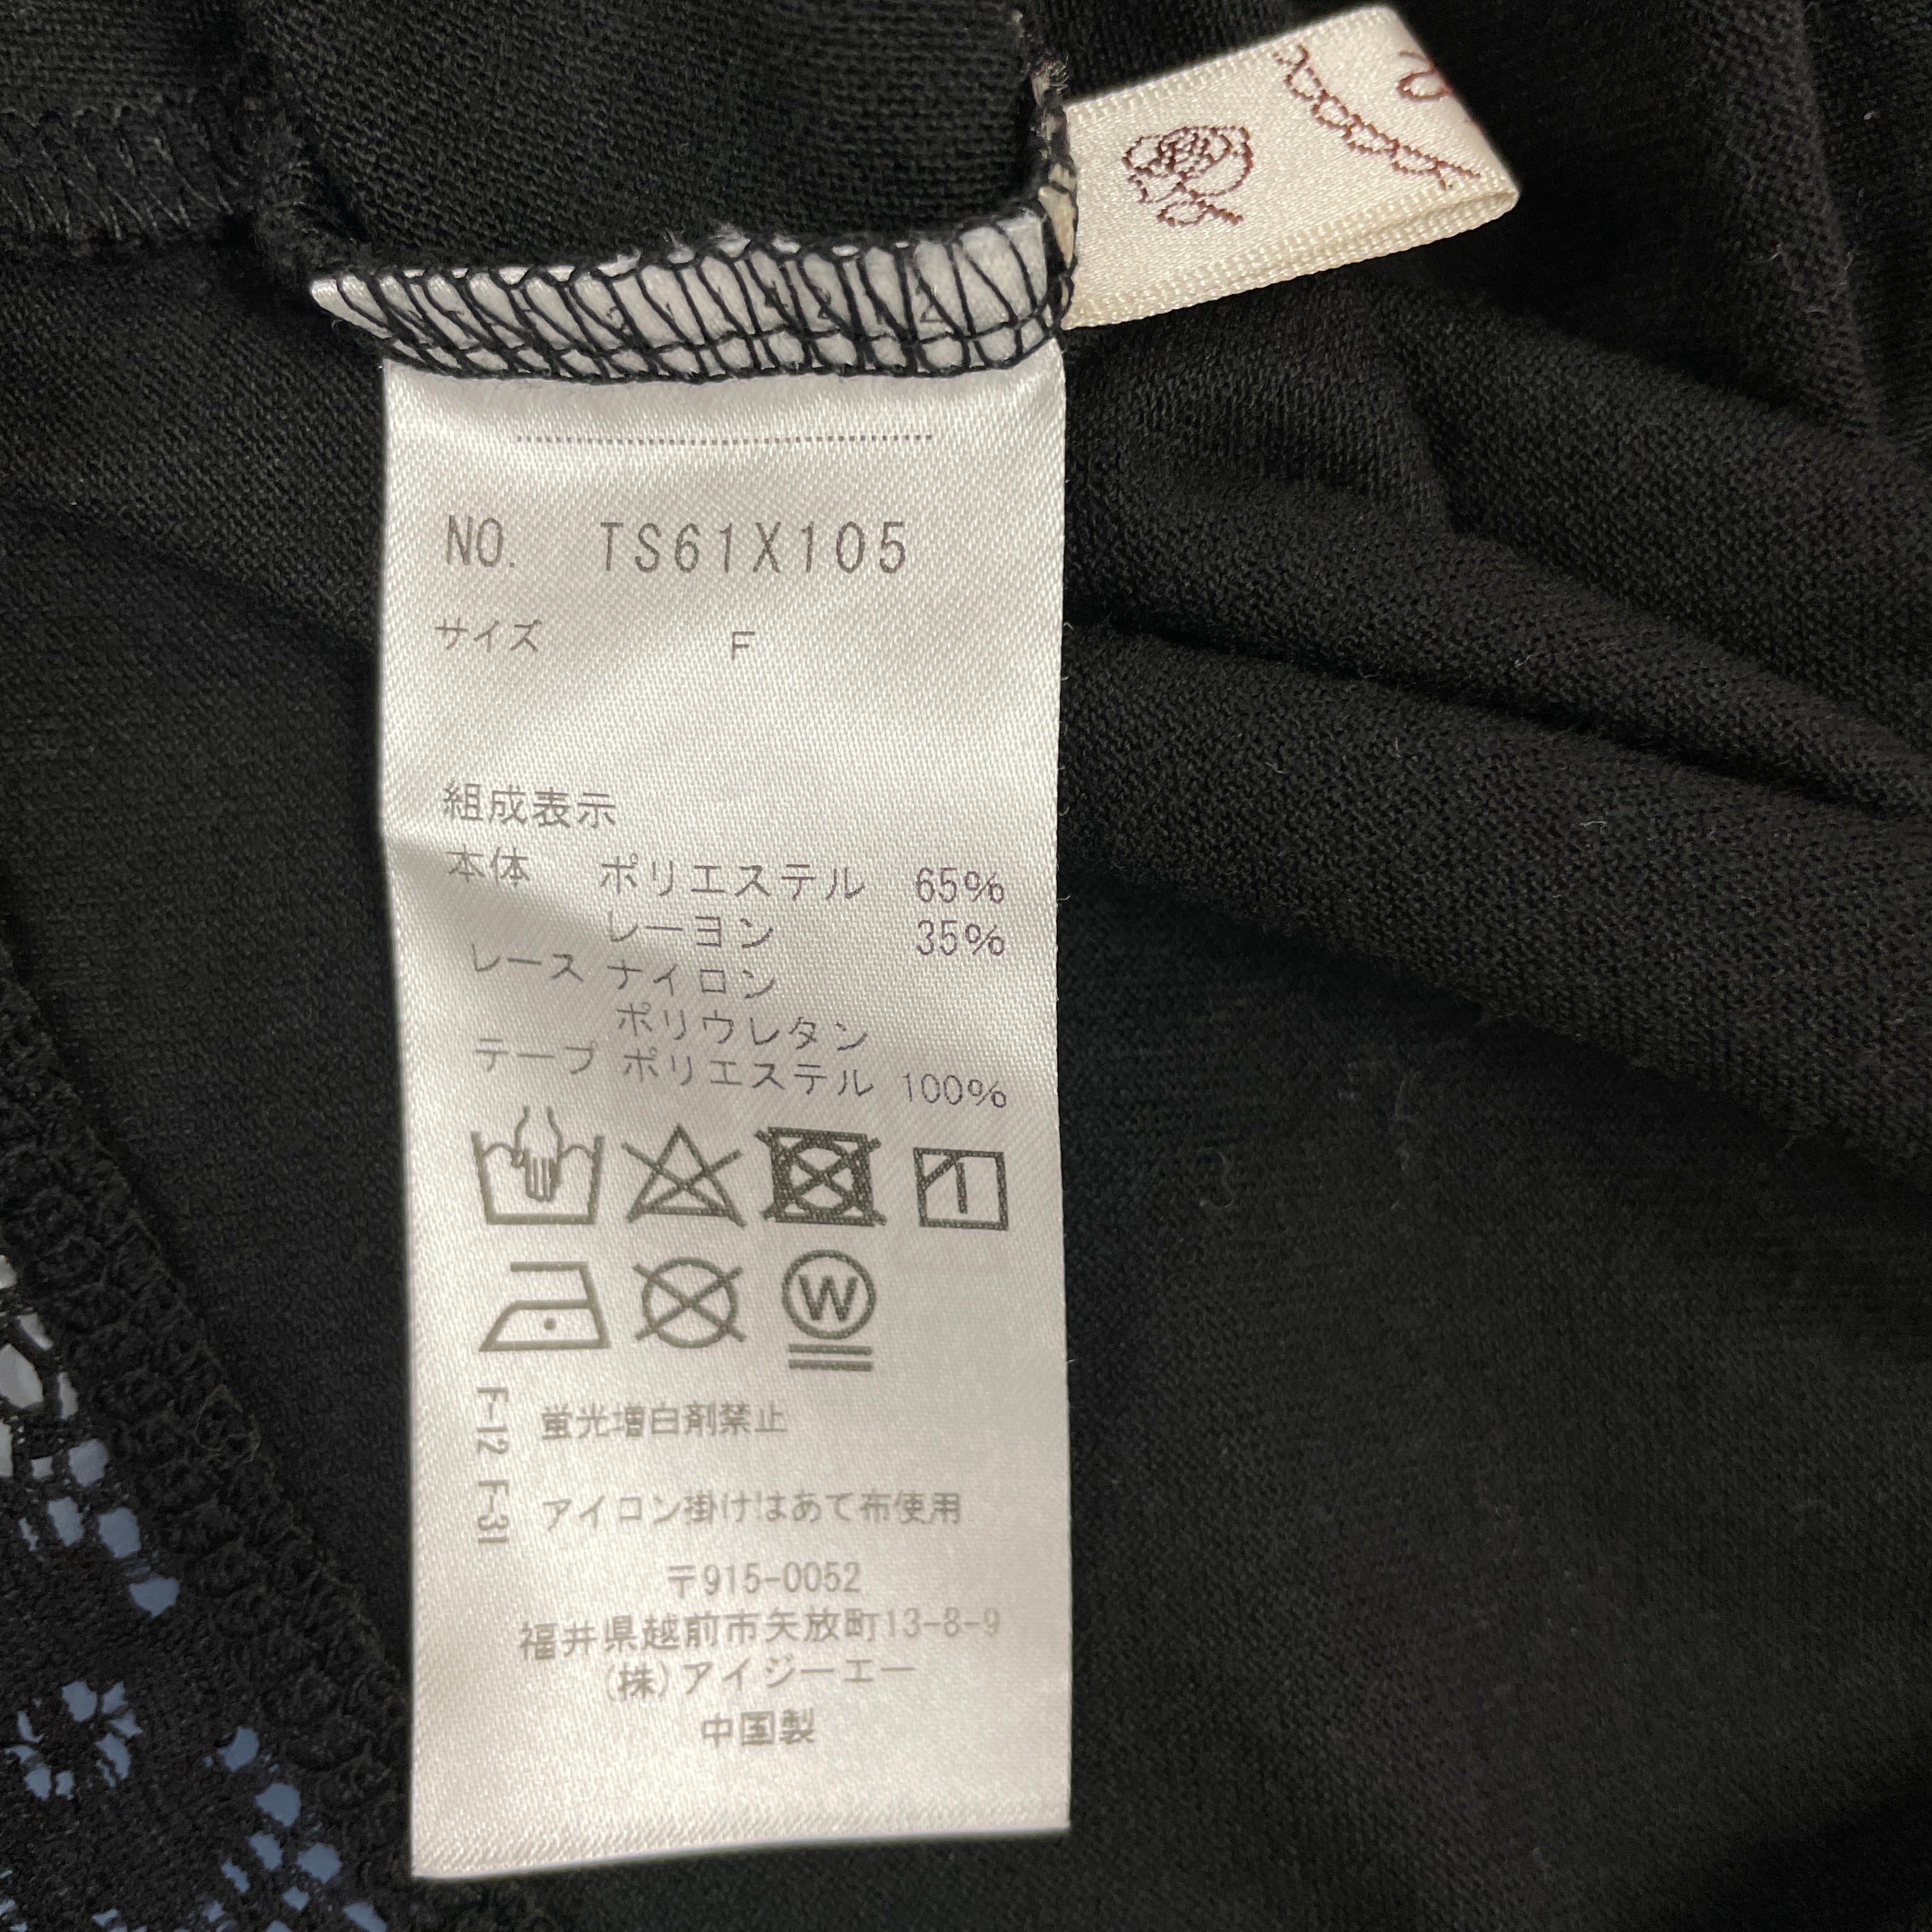 NO. TS61X105
サイズ F
組成表示
本体 ポリエステル 65%
レーヨン 35%
レース ナイロン
ポリウレタン
テープ ポリエステル 100%
W
F-12 蛍光増白剤禁止
F-31 アイロン掛けはあて布使用
〒915-0052
福井県越前市矢放町13-8-9
(株)アイジーエー
中国製